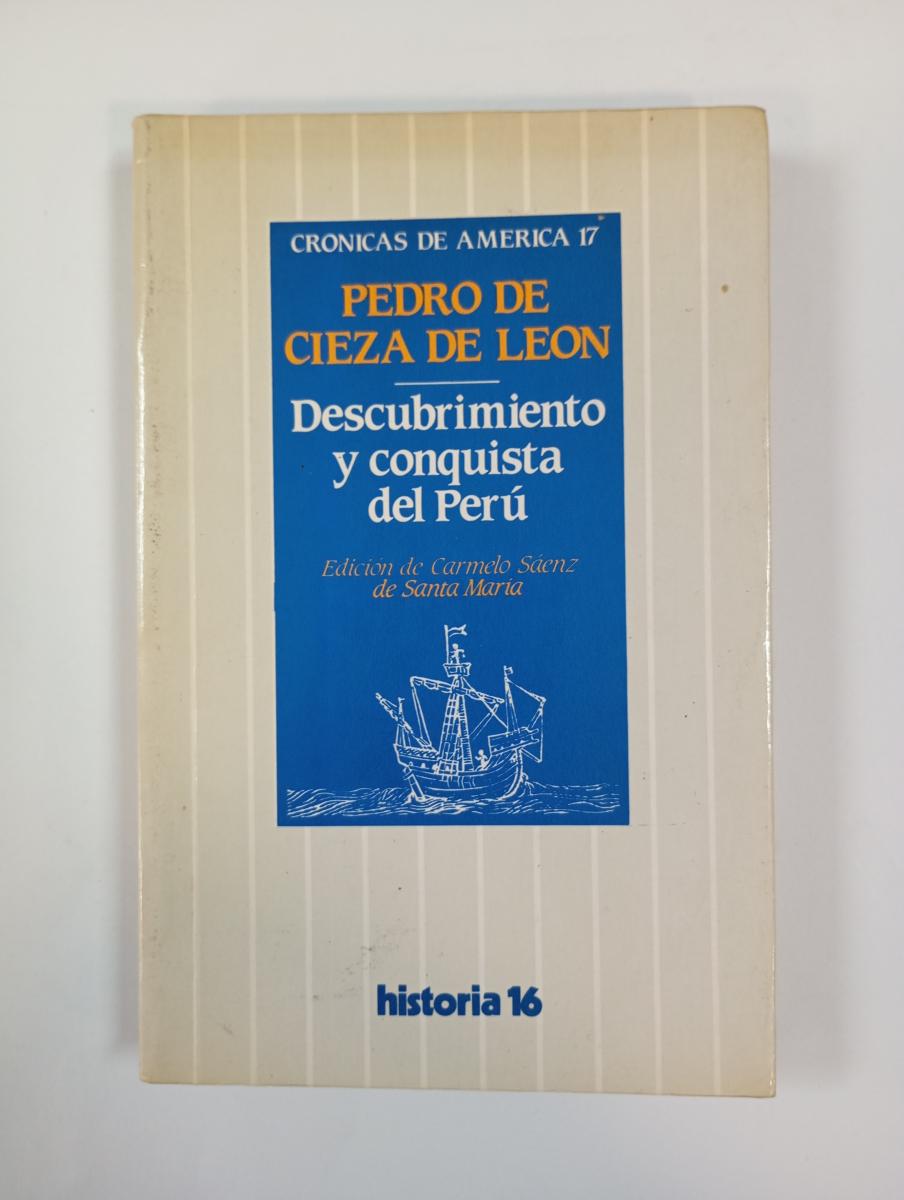 CRONICAS DE AMERICA 17
PEDRO DE
CIEZA DE LEON
Descubrimiento
y conquista
del Perú
Edición de Carmelo Sáenz
de Santa María
historia 16